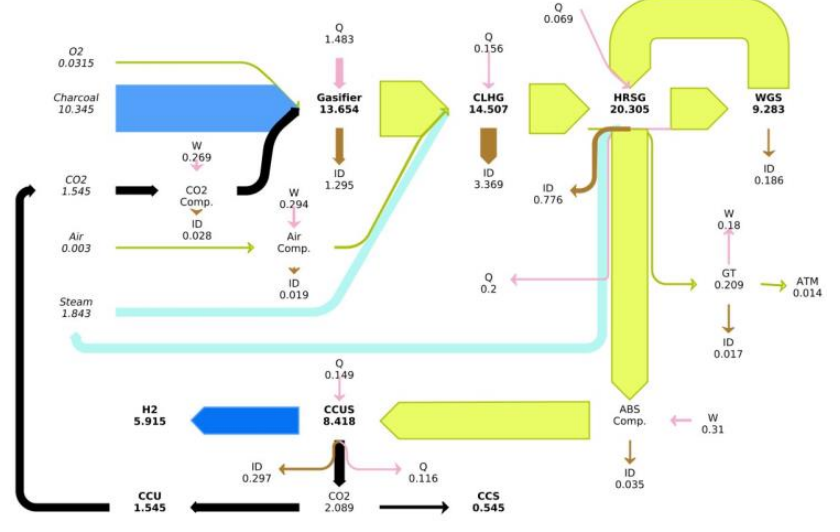 Q
0.069
Q
1.483
Q
0.156
O2
0.0315
Charcoal
10.345
Gasifier
13.654
CLHG
14.507
HRSG
20.305
WGS
9.283
W
0.269
ID
1.295
ID
3.369
ID
0.776
ID
0.186
CO2
1.545
CO2
Comp.
W
0.294
ID
0.028
Air
0.003
Air
Comp.
ID
0.019
W
0.18
Q
0.2
GT
0.209
ATM
0.014
Steam
1.843
ID
0.017
Q
0.149
H2
5.915
CCUS
8.418
ABS
Comp.
W
0.31
ID
0.297
Q
0.116
ID
0.035
CCU
1.545
CO2
2.089
CCS
0.545